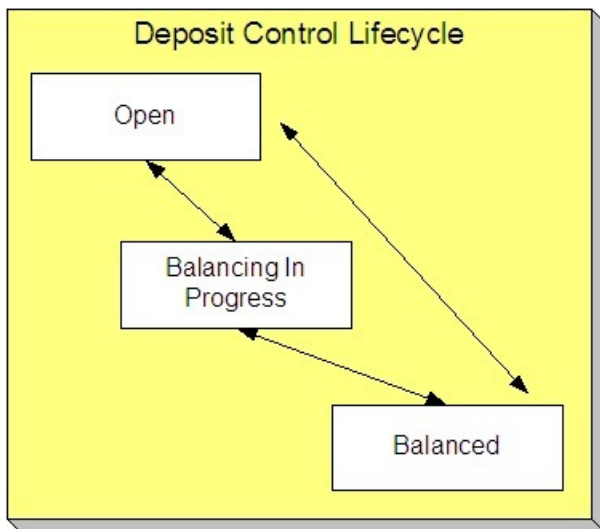 Deposit Control Lifecycle
Open
Balancing In
Progress
Balanced